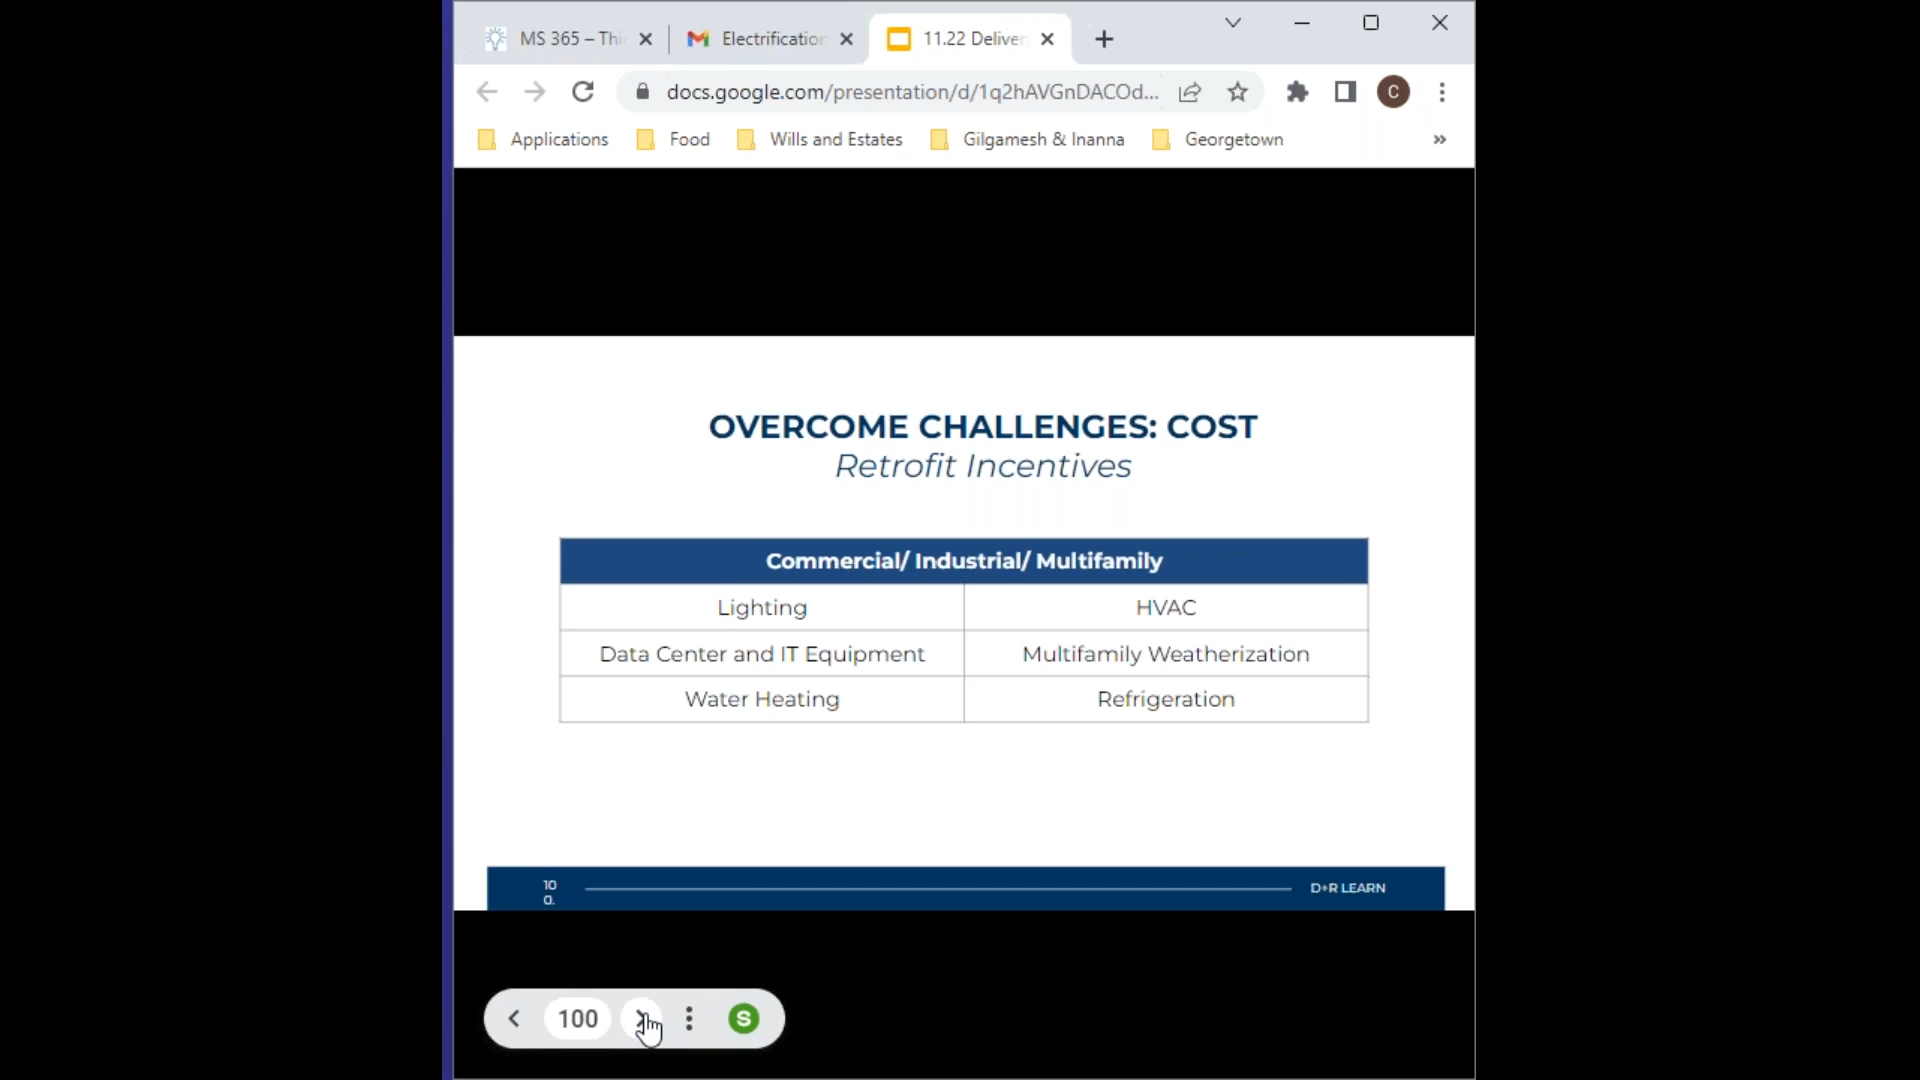 MS 365 – Thi
Electrification
11.22 Deliver
docs.google.com/presentation/d/1q2hAVGnDACOd...
C
Applications
Food
Wills and Estates
Gilgamesh & Inanna
Georgetown
OVERCOME CHALLENGES: COST
Retrofit Incentives
Commercial/ Industrial/ Multifamily
Lighting
HVAC
Data Center and IT Equipment
Multifamily Weatherization
Water Heating
Refrigeration
10
0.
D+R LEARN
100
S